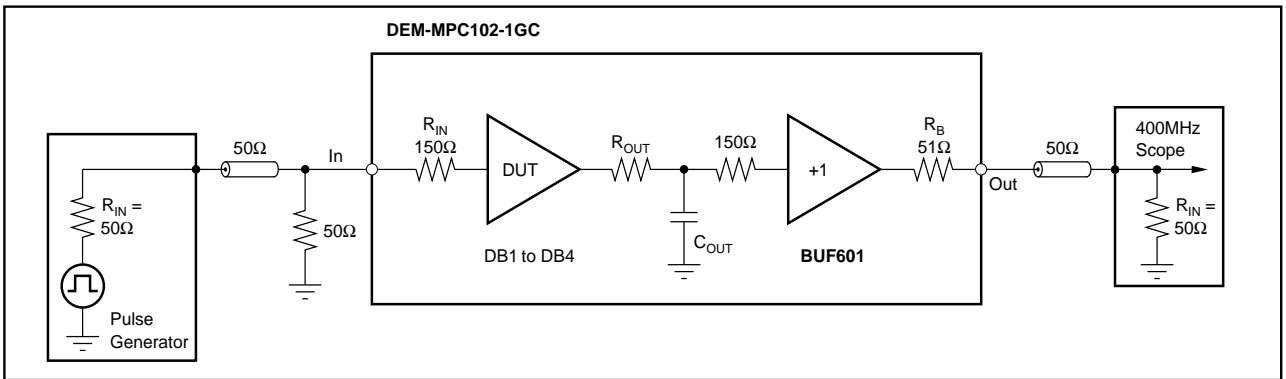 DEM-MPC102-1GC
R_IN =
50Ω
Pulse
Generator
50Ω
In
50Ω
R_IN
150Ω
DUT
DB1 to DB4
R_OUT
C_OUT
150Ω
+1
BUF601
R_B
51Ω
Out
50Ω
400MHz
Scope
R_IN =
50Ω